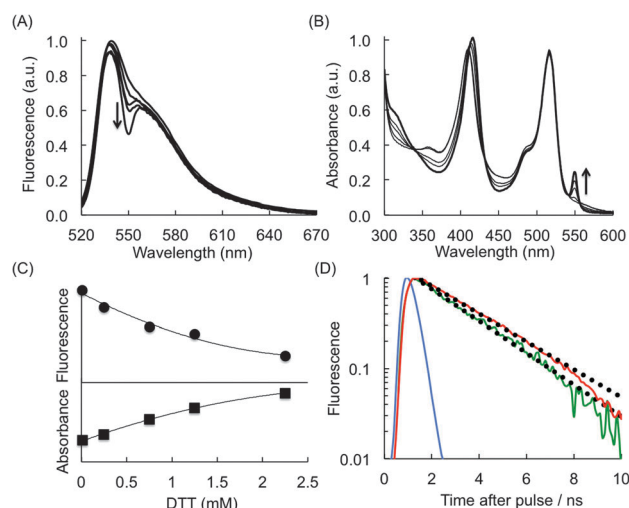 (A)
Fluorescence (a.u.)
1.0
0.8
0.6
0.4
0.2
0.0
520 550 580 610 640 670
Wavelength (nm)
(B)
Absorbance (a.u.)
1.0
0.8
0.6
0.4
0.2
0.0
300 350 400 450 500 550 600
Wavelength (nm)
(C)
Absorbance Fluorescence
0 0.5 1 1.5 2 2.5
DTT (mM)
(D)
Fluorescence
1
0.1
0.01
0 2 4 6 8 10
Time after pulse / ns